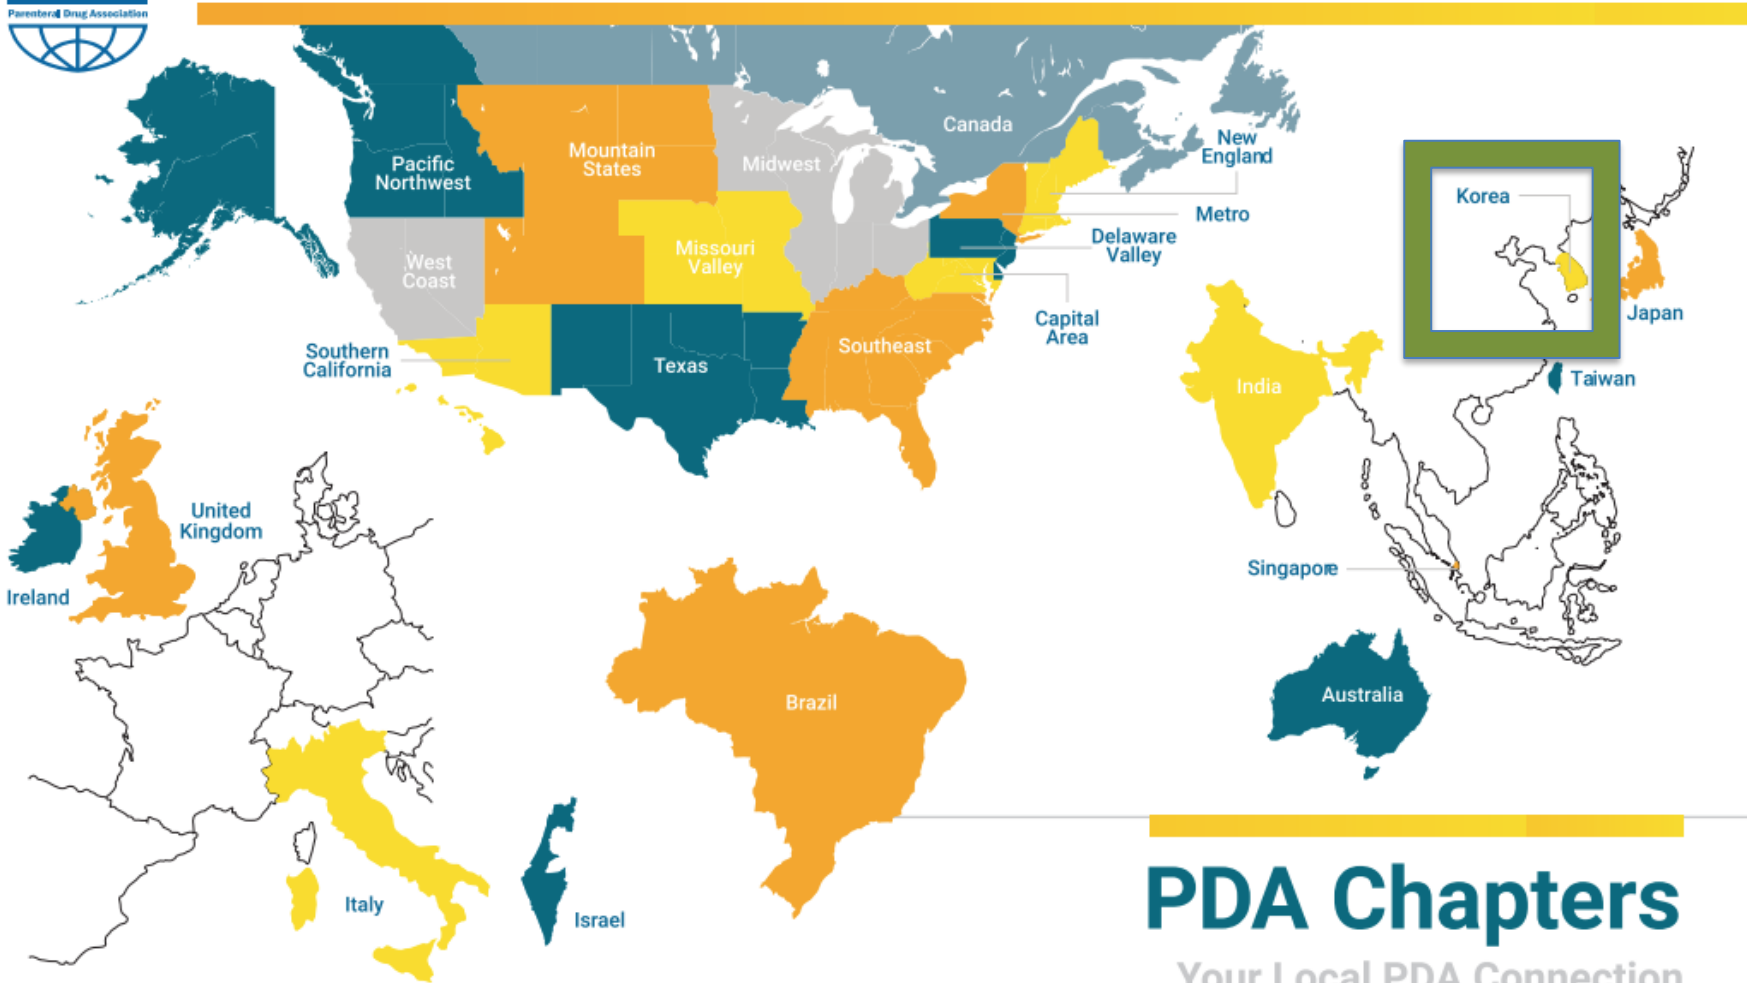 Parenteral Drug Association
Canada
New
England
Pacific
Northwest
Mountain
States
Midwest
Korea
Metro
Delaware
Valley
West
Coast
Missouri
Valley
Capital
Area
Japan
Southern
California
Texas
Southeast
India
Taiwan
United
Kingdom
Ireland
Singapore
Brazil
Australia
Italy
Israel
PDA Chapters
Your Local PDA Connection